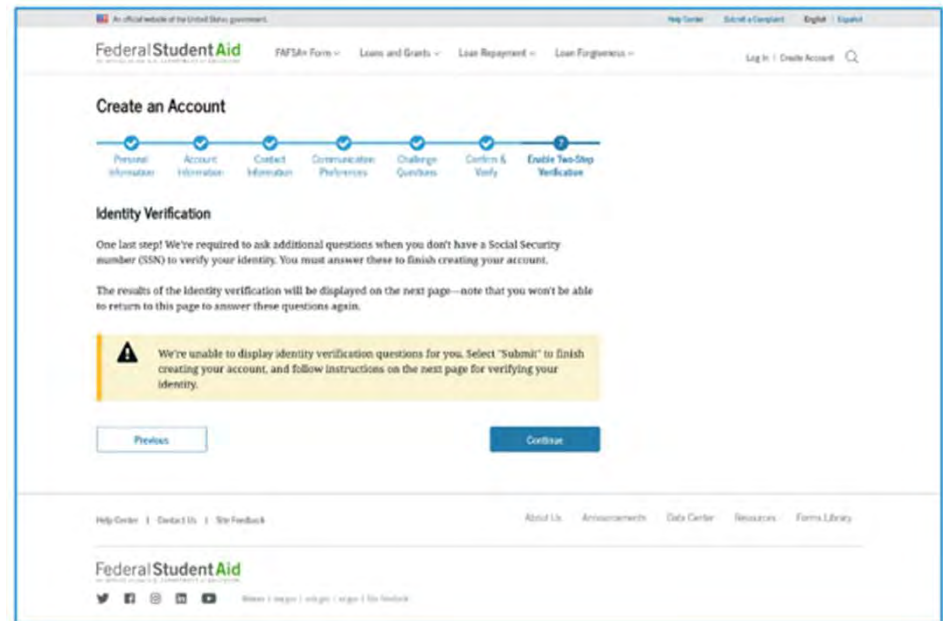 An official website of the United States government.
Help Center Submit a Complaint English | Español
Federal Student Aid
FAFSA® Form Loans and Grants Loan Repayment Loan Forgiveness
Log In | Create Account
Create an Account
Personal Information
Account Information
Contact Information
Communication Preferences
Challenge Questions
Confirm & Verify
7
Enable Two-Step Verification
Identity Verification
One last step! We're required to ask additional questions when you don't have a Social Security
number (SSN) to verify your identity. You must answer these to finish creating your account.
The results of the identity verification will be displayed on the next page—note that you won't be able
to return to this page to answer these questions again.
We're unable to display identity verification questions for you. Select "Submit" to finish
creating your account, and follow instructions on the next page for verifying your
identity.
Previous
Continue
Help Center | Contact Us | Site Feedback
About Us Announcements Data Center Resources Forms Library
Federal Student Aid